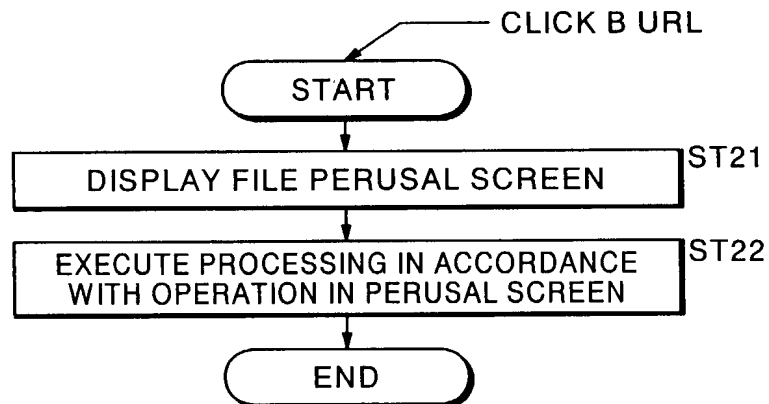 CLICK B URL
START
ST21
DISPLAY FILE PERUSAL SCREEN
ST22
EXECUTE PROCESSING IN ACCORDANCE
WITH OPERATION IN PERUSAL SCREEN
END